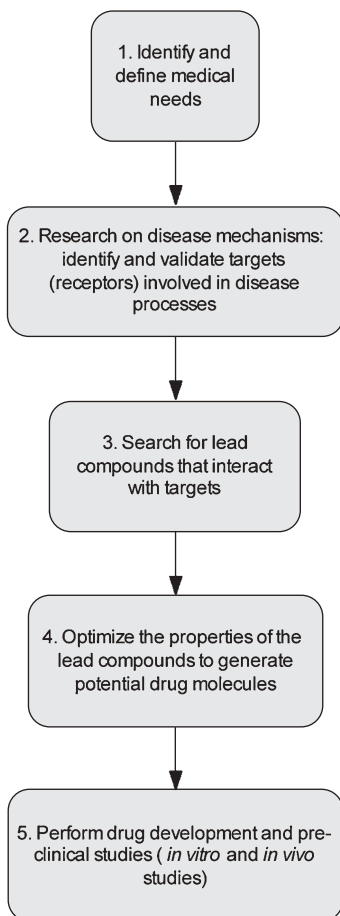 1. Identify and
define medical
needs
2. Research on disease mechanisms:
identify and validate targets
(receptors) involved in disease
processes
3. Search for lead
compounds that interact
with targets
4. Optimize the properties of the
lead compounds to generate
potential drug molecules
5. Perform drug development and pre-
clinical studies ( in vitro and in vivo
studies)